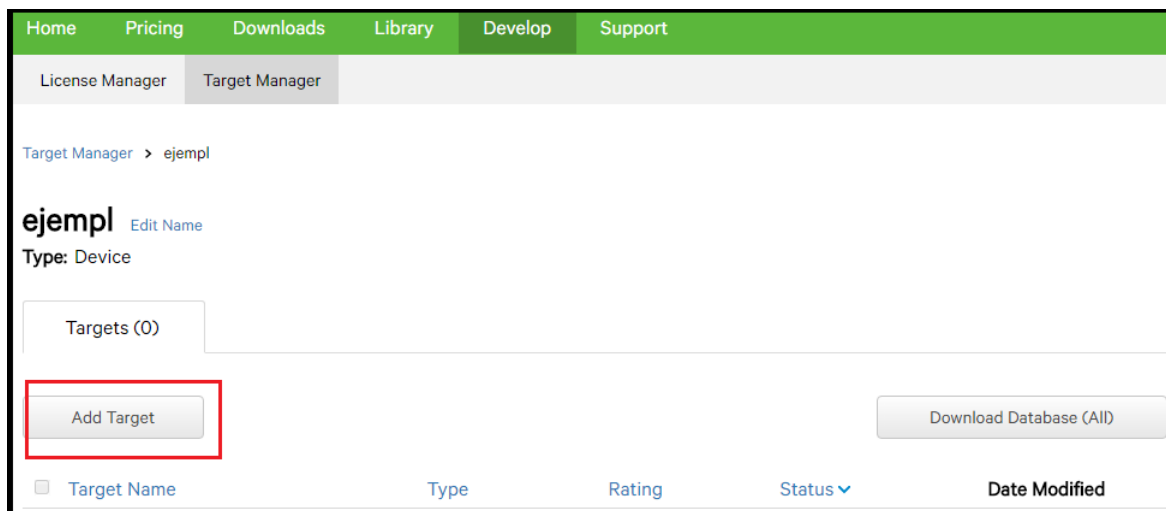 Home Pricing Downloads Library Develop Support
License Manager Target Manager
Target Manager > ejempl
ejempl Edit Name
Type: Device
Targets (0)
Add Target Download Database (All)
Target Name Type Rating Status Date Modified